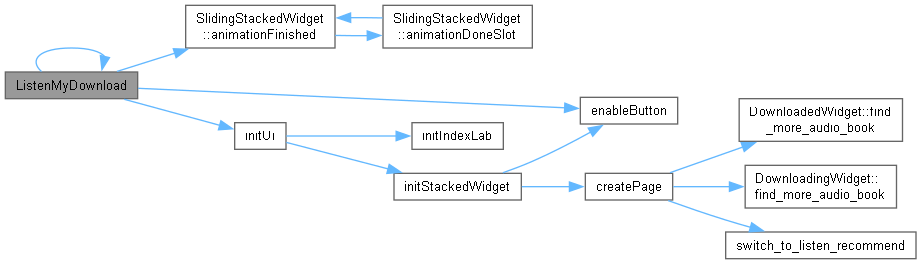 SlidingStackedWidget
::animationFinished
SlidingStackedWidget
::animationDoneSlot
ListenMyDownload
enableButton
initUi
initIndexLab
initStackedWidget
createPage
DownloadedWidget::find
_more_audio_book
DownloadingWidget::
find_more_audio_book
switch_to_listen_recommend